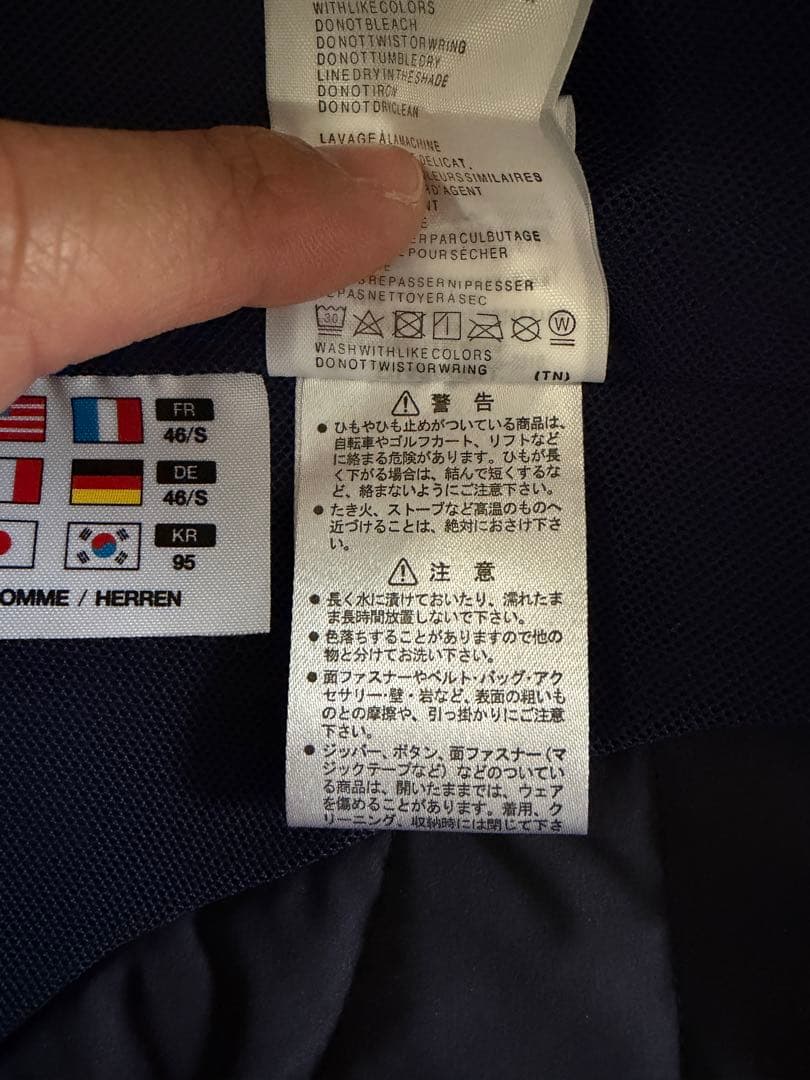 WITHLIKECOLORS
DONOTBLEACH
DONOTTWISTORWRING
DONOTTUMBLEDRY
LINEDRYINTHESHADE
DONOTIRON
DONOTDRYCLEAN
LAVAGEÀLAMACHINE
DELICAT.
LEURSSIMILAIRES
D'AGENT
NT
E
ERPARCULBUTAGE
POURSÉCHER
E
SREPASSERNIPRESSER
EPASNETTOYERASEC
30
W
WASHWITHLIKECOLORS
DONOTTWISTORWRING
(TN)
FR
46/S
DE
46/S
KR
95
OMME / HERREN
警告
● ひもやひも止めがついている商品は、
自転車やゴルフカート、リフトなど
に絡まる危険があります。ひもが長
く下がる場合は、結んで短くするな
ど、絡まないようにご注意下さい。
● たき火、ストーブなど高温のものへ
近づけることは、絶対におさけ下さ
い。
注意
● 長く水に漬けておいたり、濡れたま
ま長時間放置しないで下さい。
● 色落ちすることがありますので他の
物と分けてお洗い下さい。
● 面ファスナーやベルト・バッグ・アク
セサリー・壁・岩など、表面の粗いも
のとの摩擦や、引っ掛かりにご注意
下さい。
● ジッパー、ボタン、面ファスナー(マ
ジックテープなど)などのついてい
る商品は、開いたままでは、ウェア
を傷めることがあります。着用、ク
リーニング、収納時には閉じて下さ